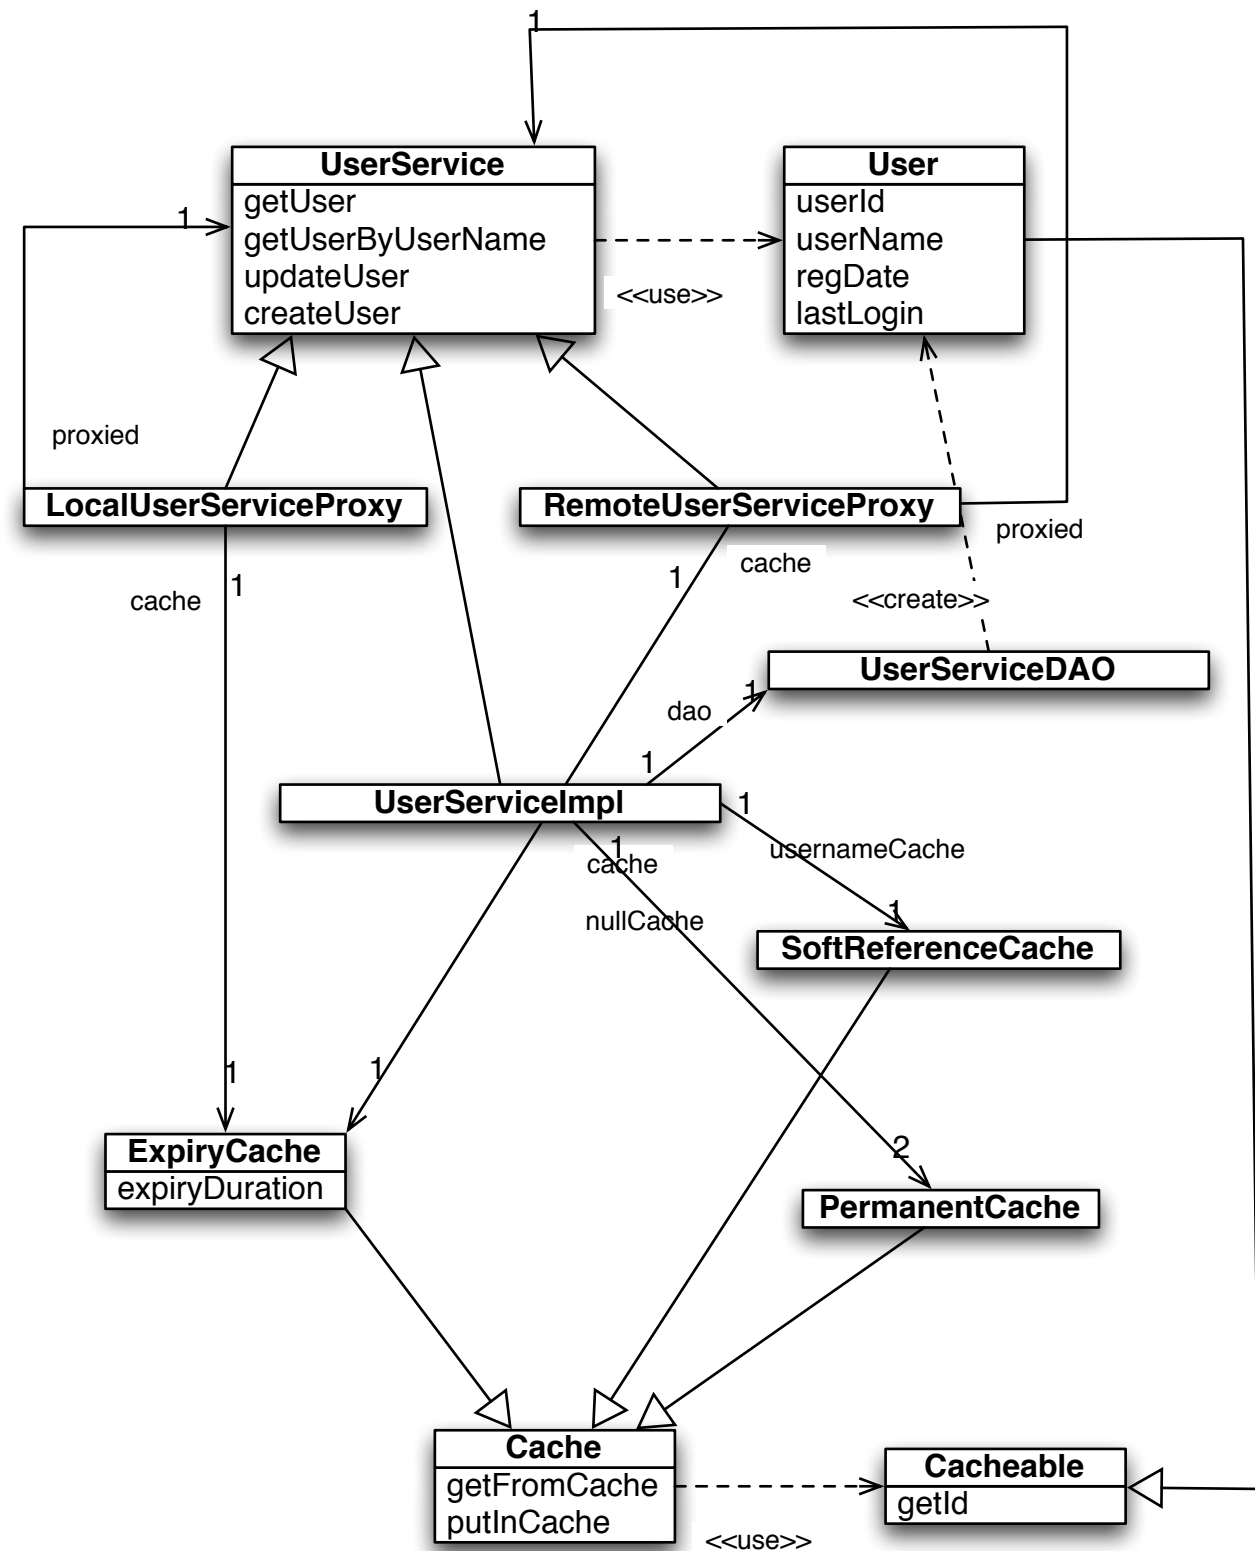 1
UserService
getUser
getUserByUserName
updateUser
createUser
User
userId
userName
regDate
lastLogin
1
<<use>>
proxied
LocalUserServiceProxy
RemoteUserServiceProxy
proxied
cache
1
cache
1
<<create>>
UserServiceDAO
1
dao
1
UserServiceImpl
1
1
cache
usernameCache
nullCache
1
SoftReferenceCache
1
1
ExpiryCache
expiryDuration
2
PermanentCache
Cache
getFromCache
putInCache
Cacheable
getId
<<use>>